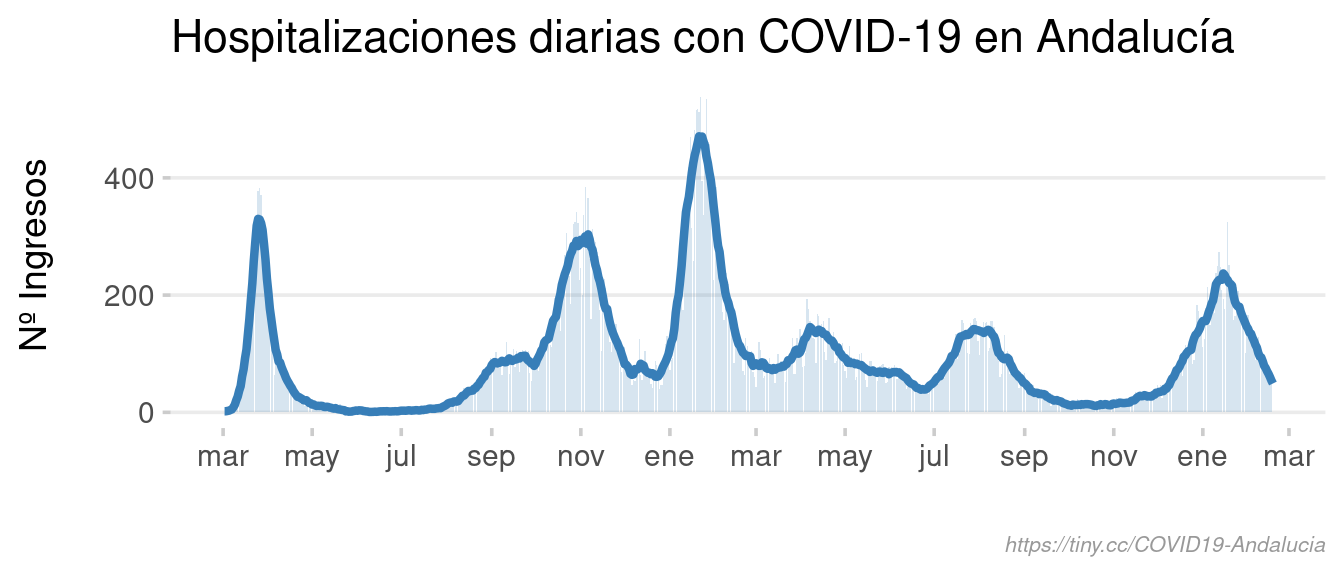 Hospitalizaciones diarias con COVID-19 en Andalucía
Nº Ingresos
400
200
0
mar may jul sep nov ene mar may jul sep nov ene mar
https://tiny.cc/COVID19-Andalucia